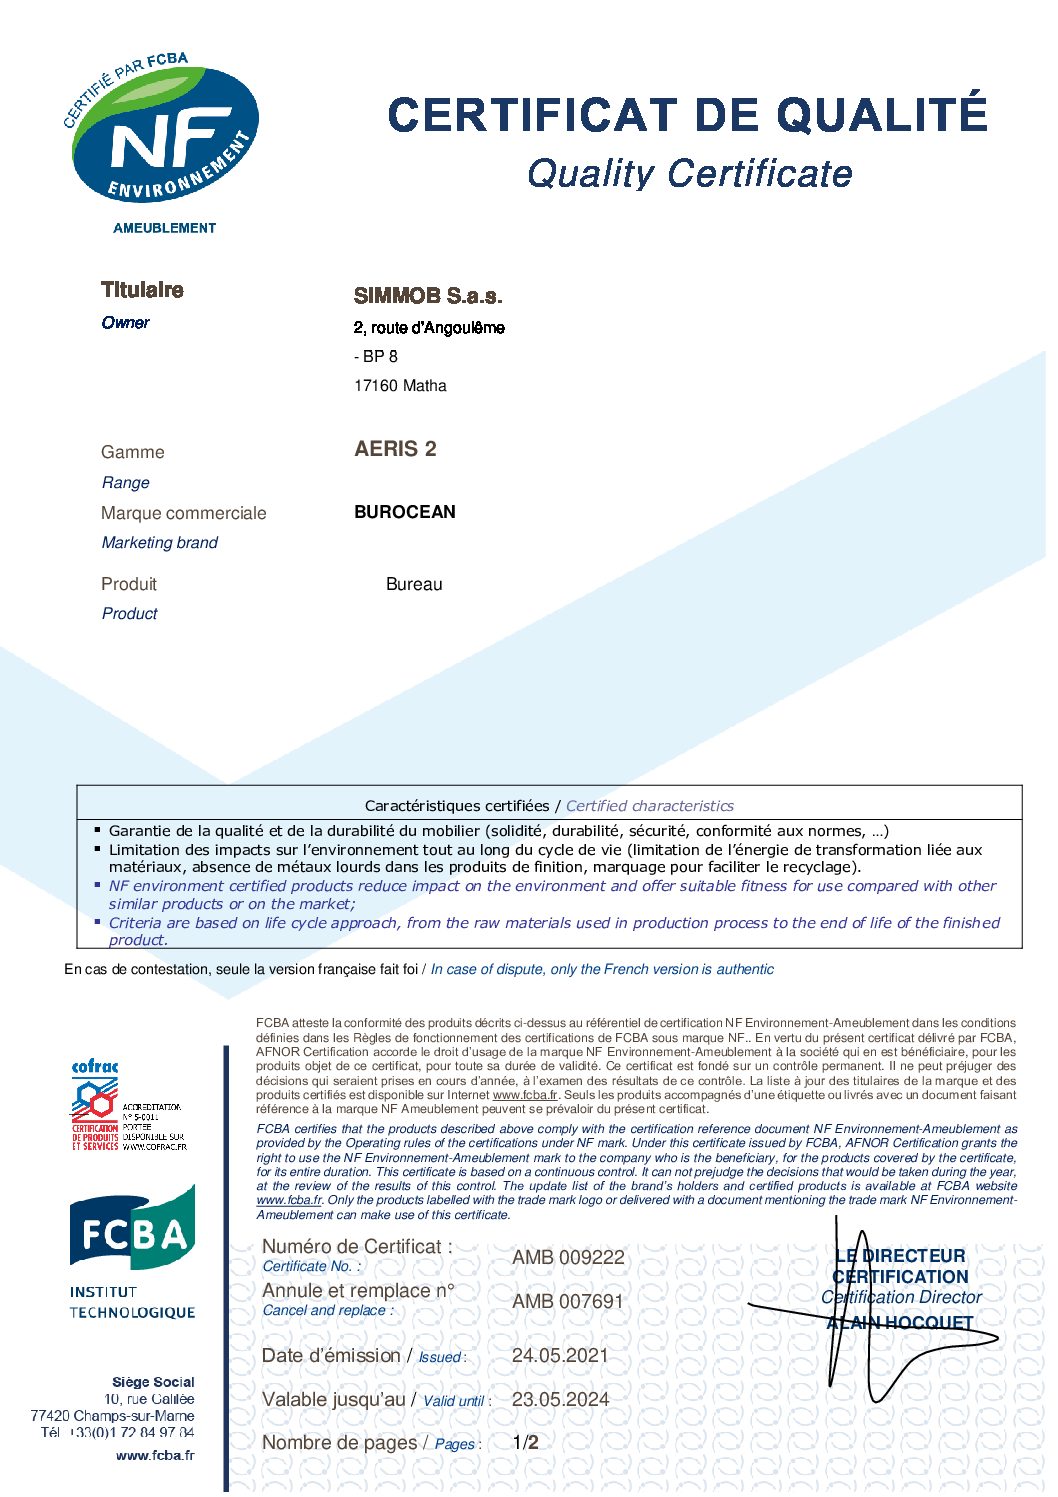 CERTIFIÉ PAR FCBA
NF
ENVIRONNEMENT
AMEUBLEMENT
CERTIFICAT DE QUALITÉ
Quality Certificate
Titulaire
Owner
SIMMOB S.a.s.
2, route d'Angoulême
- BP 8
17160 Matha
Gamme
Range
AERIS 2
Marque commerciale
Marketing brand
BUROCEAN
Produit
Product
Bureau
Caractéristiques certifiées / Certified characteristics
▪ Garantie de la qualité et de la durabilité du mobilier (solidité, durabilité, sécurité, conformité aux normes, …)
▪ Limitation des impacts sur l'environnement tout au long du cycle de vie (limitation de l'énergie de transformation liée aux
matériaux, absence de métaux lourds dans les produits de finition, marquage pour faciliter le recyclage).
▪ NF environment certified products reduce impact on the environment and offer suitable fitness for use compared with other
similar products or on the market;
▪ Criteria are based on life cycle approach, from the raw materials used in production process to the end of life of the finished
product.
En cas de contestation, seule la version française fait foi / In case of dispute, only the French version is authentic
FCBA atteste la conformité des produits décrits ci-dessus au référentiel de certification NF Environnement-Ameublement dans les conditions
définies dans les Règles de fonctionnement des certifications de FCBA sous marque NF.. En vertu du présent certificat délivré par FCBA,
AFNOR Certification accorde le droit d'usage de la marque NF Environnement-Ameublement à la société qui en est bénéficiaire, pour les
produits objet de ce certificat, pour toute sa durée de validité. Ce certificat est fondé sur un contrôle permanent. Il ne peut préjuger des
décisions qui seraient prises en cours d'année, à l'examen des résultats de ce contrôle. La liste à jour des titulaires de la marque et des
produits certifiés est disponible sur Internet www.fcba.fr. Seuls les produits accompagnés d'une étiquette ou livrés avec un document faisant
référence à la marque NF Ameublement peuvent se prévaloir du présent certificat.
FCBA certifies that the products described above comply with the certification reference document NF Environnement-Ameublement as
provided by the Operating rules of the certifications under NF mark. Under this certificate issued by FCBA, AFNOR Certification grants the
right to use the NF Environnement-Ameublement mark to the company who is the beneficiary, for the products covered by the certificate,
for its entire duration. This certificate is based on a continuous control. It can not prejudge the decisions that would be taken during the year,
at the review of the results of this control. The update list of the brand's holders and certified products is available at FCBA website
www.fcba.fr. Only the products labelled with the trade mark logo or delivered with a document mentioning the trade mark NF Environnement-
Ameublement can make use of this certificate.
cofrac
CERTIFICATION
DE PRODUITS
ET SERVICES
ACCREDITATION
N° 5-0011
PORTEE
DISPONIBLE SUR
WWW.COFRAC.FR
FCBA
INSTITUT
TECHNOLOGIQUE
Siège Social
10, rue Galilée
77420 Champs-sur-Marne
Tél +33(0)1 72 84 97 84
www.fcba.fr
Numéro de Certificat :
Certificate No. :
AMB 009222
Annule et remplace n°
Cancel and replace :
AMB 007691
Date d'émission / Issued : 24.05.2021
Valable jusqu'au / Valid until : 23.05.2024
Nombre de pages / Pages : 1/2
LE DIRECTEUR
CERTIFICATION
Certification Director
ALAIN HOCQUET